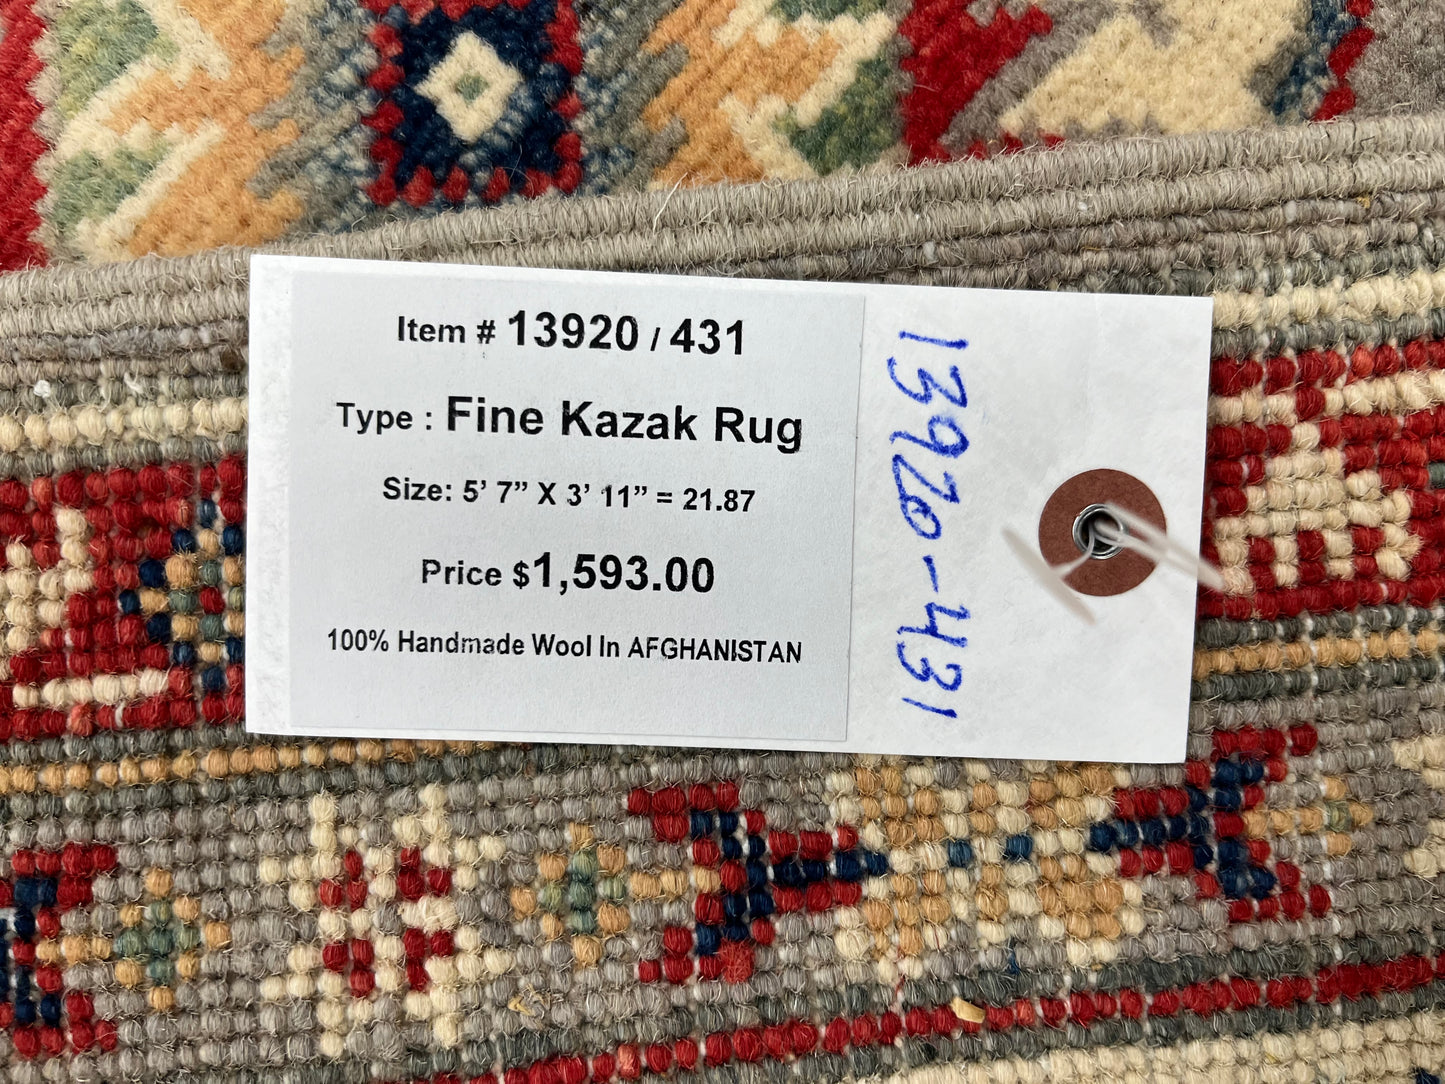 Item # 13920 / 431
Type : Fine Kazak Rug
Size: 5’ 7” X 3’ 11” = 21.87
Price $1,593.00
100% Handmade Wool In AFGHANISTAN
13920-431